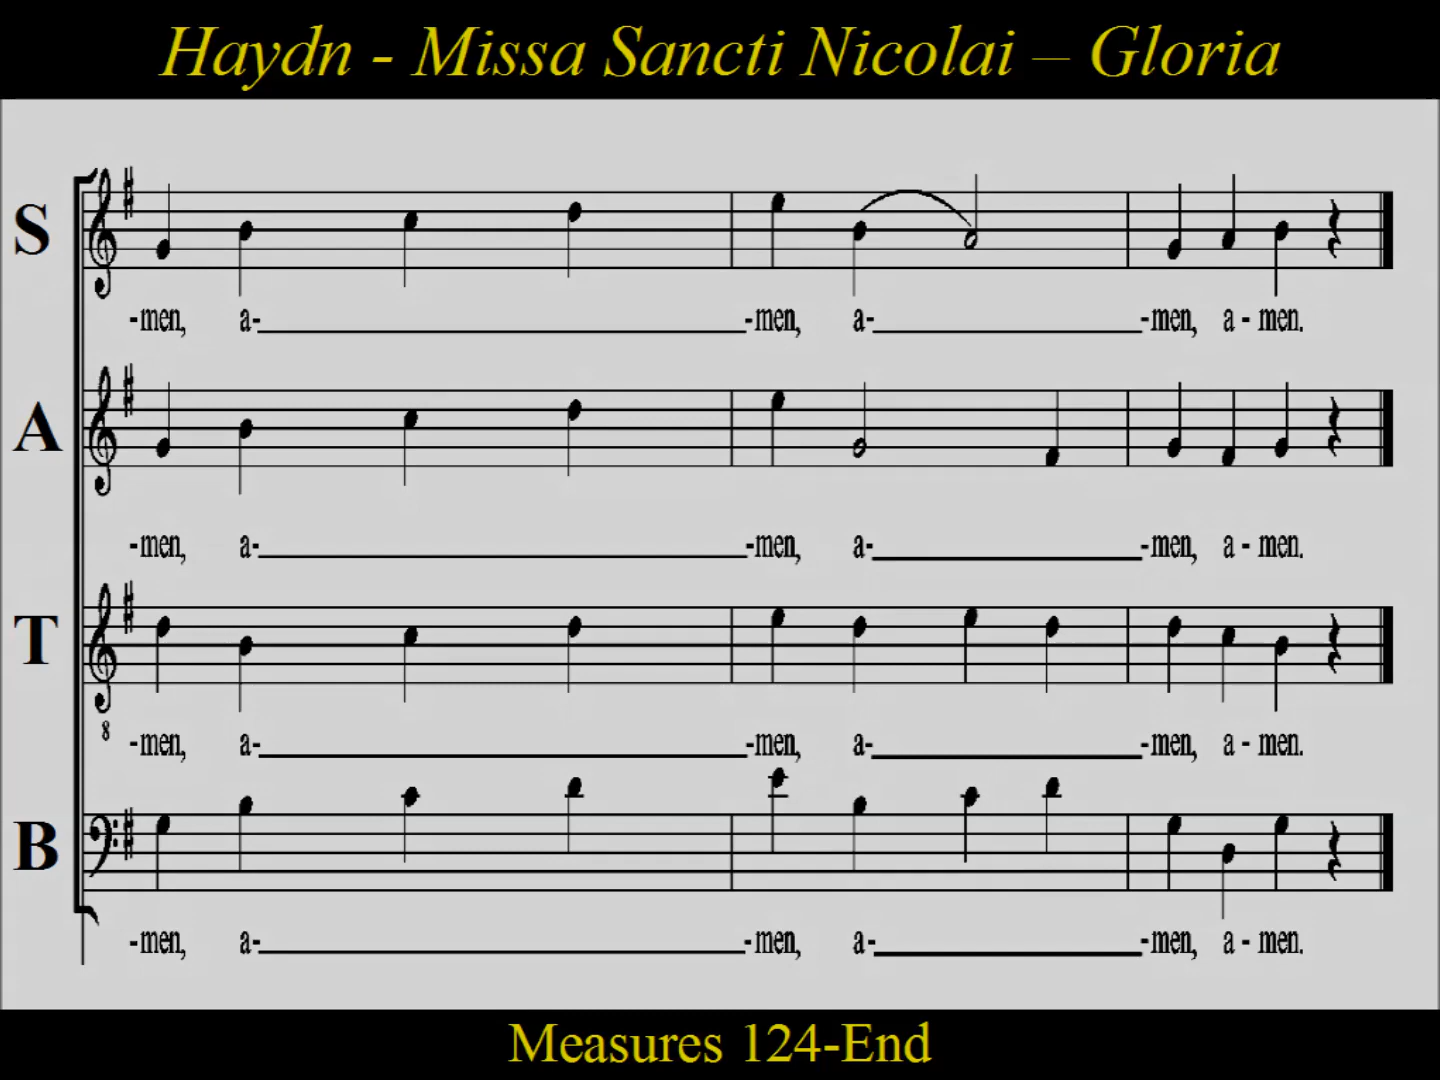 Haydn - Missa Sancti Nicolai – Gloria
S
-men, a- -men, a- -men, a - men.
A
-men, a- -men, a- -men, a - men.
T
8
-men, a- -men, a- -men, a - men.
B
-men, a- -men, a- -men, a - men.
Measures 124-End